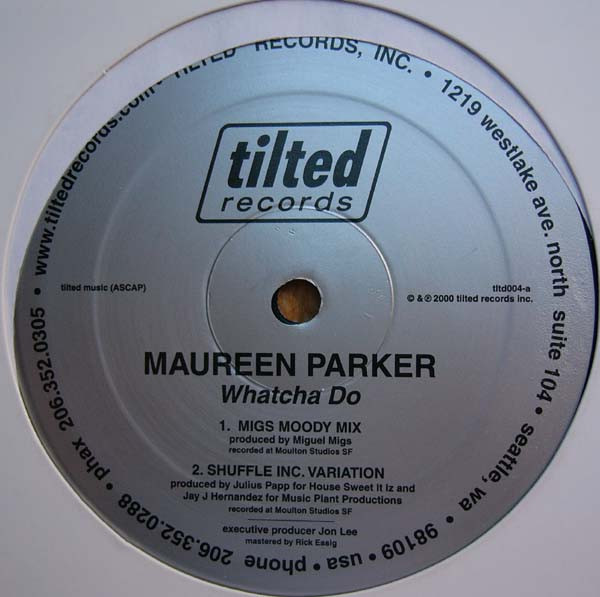 TILTED RECORDS, INC. • 1219 westlake ave. north suite 104 • seattle, wa • 98109 • usa • phone 206.352.0288 • phax 206.352.0305 • www.tiltedrecords.com •
tilted
records
tilted music (ASCAP)
tltd004-a
© & ℗ 2000 tilted records inc.
MAUREEN PARKER
Whatcha Do
1. MIGS MOODY MIX
produced by Miguel Migs
recorded at Moulton Studios SF
2. SHUFFLE INC. VARIATION
produced by Julius Papp for House Sweet It Iz and
Jay J Hernandez for Music Plant Productions
recorded at Moulton Studios SF
executive producer Jon Lee
mastered by Rick Essig